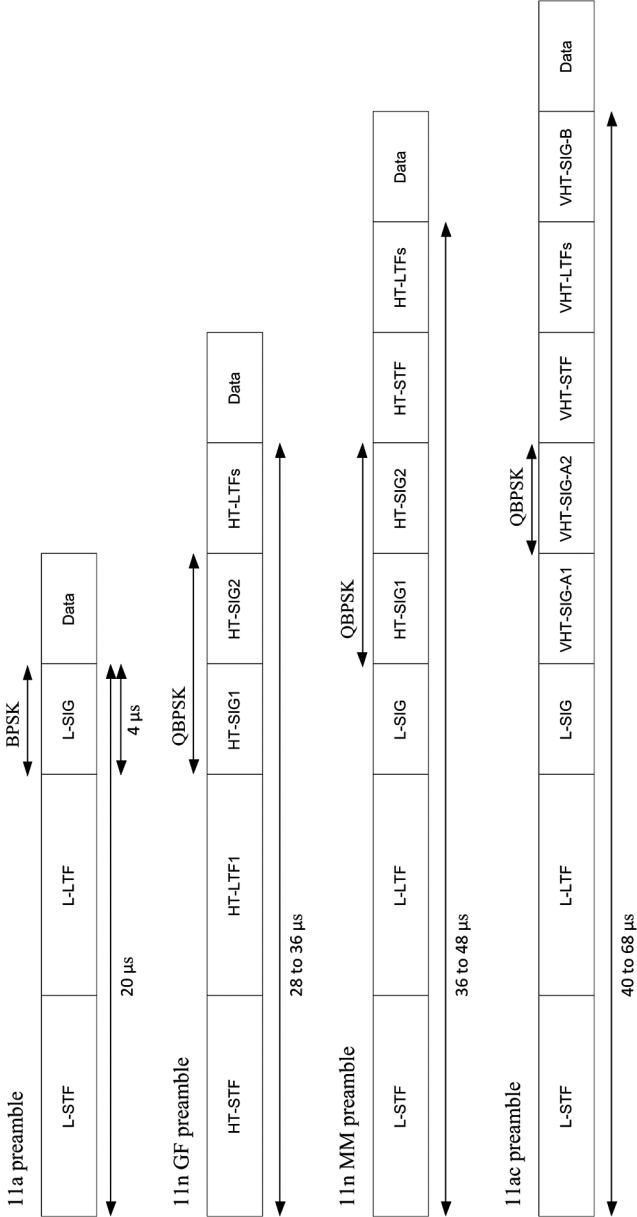 11a preamble
BPSK
L-STF
L-LTF
L-SIG
Data
4 µs
20 µs
11n GF preamble
QBPSK
HT-STF
HT-LTF1
HT-SIG1
HT-SIG2
HT-LTFs
Data
28 to 36 µs
11n MM preamble
QBPSK
L-STF
L-LTF
L-SIG
HT-SIG1
HT-SIG2
HT-STF
HT-LTFs
Data
36 to 48 µs
11ac preamble
QBPSK
L-STF
L-LTF
L-SIG
VHT-SIG-A1
VHT-SIG-A2
VHT-STF
VHT-LTFs
VHT-SIG-B
Data
40 to 68 µs